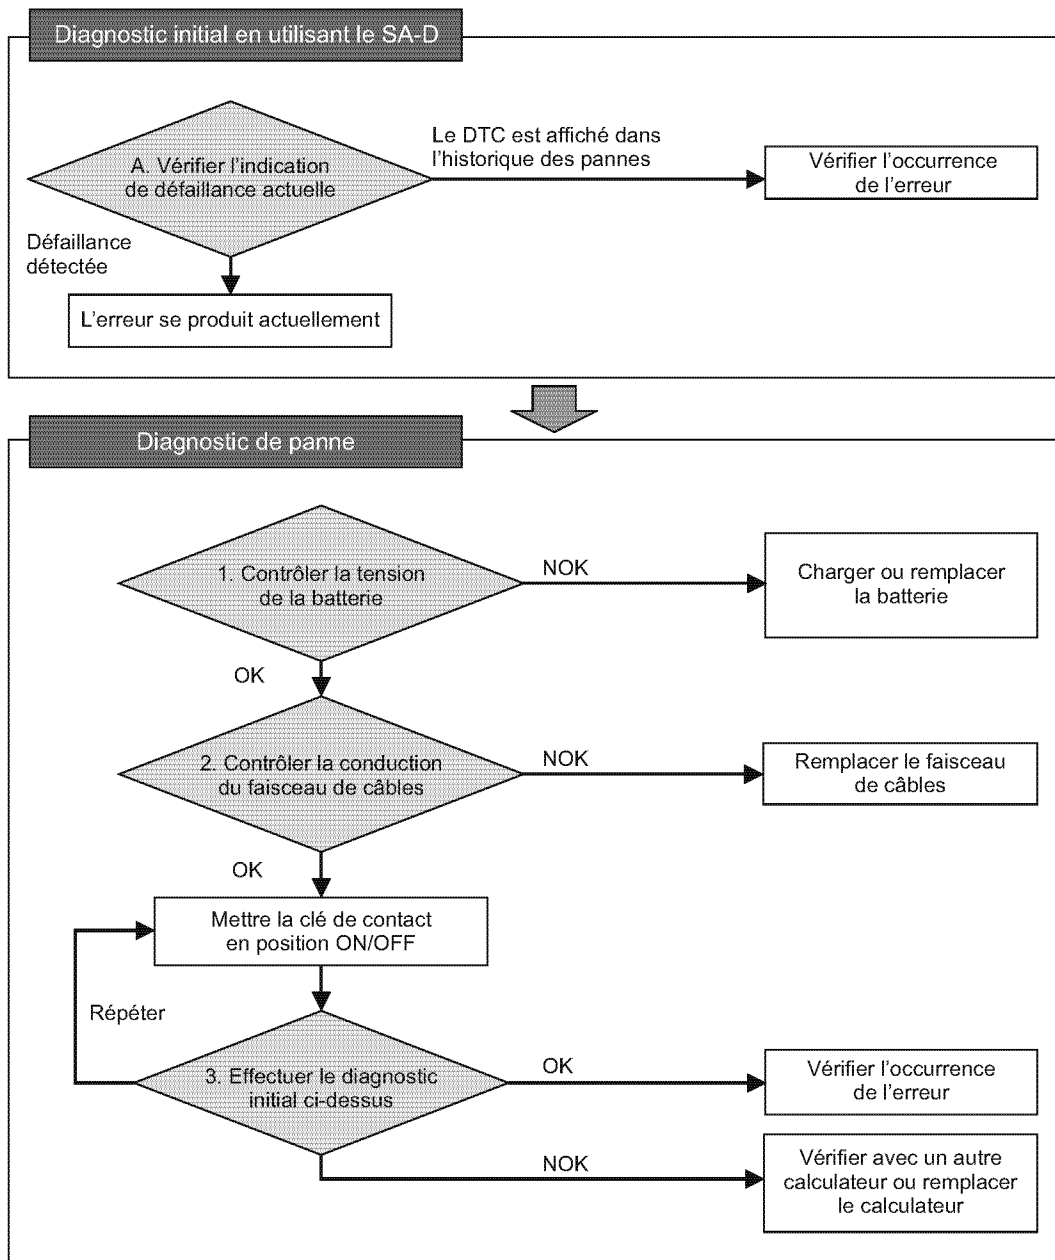 Diagnostic initial en utilisant le SA-D
A. Vérifier l'indication
de défaillance actuelle
Le DTC est affiché dans
l'historique des pannes
Vérifier l'occurrence
de l'erreur
Défaillance
détectée
L'erreur se produit actuellement
Diagnostic de panne
1. Contrôler la tension
de la batterie
NOK
Charger ou remplacer
la batterie
OK
2. Contrôler la conduction
du faisceau de câbles
NOK
Remplacer le faisceau
de câbles
OK
Mettre la clé de contact
en position ON/OFF
Répéter
3. Effectuer le diagnostic
initial ci-dessus
OK
Vérifier l'occurrence
de l'erreur
NOK
Vérifier avec un autre
calculateur ou remplacer
le calculateur